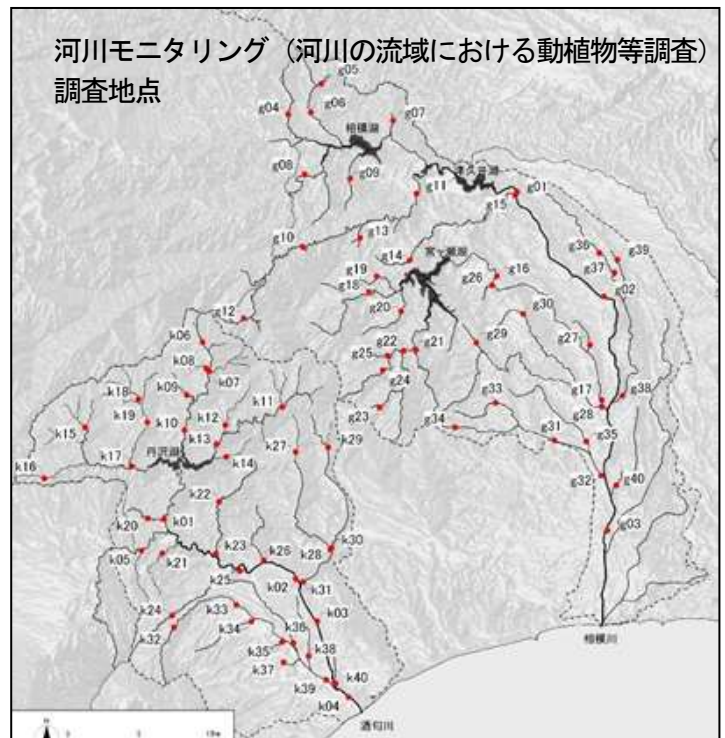 河川モニタリング（河川の流域における動植物等調査）
調査地点
g05
g04
g06
g07
相模湖
g08
g09
津久井湖
g11
g01
g15
g10
g13
g36
g39
g14
宮ヶ瀬湖
g37
g19
g16
g26
g18
g02
g12
g20
g30
k06
g22
g21
g29
g27
k08
g25
k07
g24
k18
k09
k11
g33
g17
g38
g23
g28
k19
k12
g34
k15
k10
k13
k27
k29
g31
g35
丹沢湖
k17
k14
k16
g32
g40
k22
k20
k01
g03
k05
k21
k23
k26
k28
k30
k25
k02
k31
k24
k33
k03
k32
k34
k36
相模川
k35
k38
k37
k39
k40
k04
酒匂川